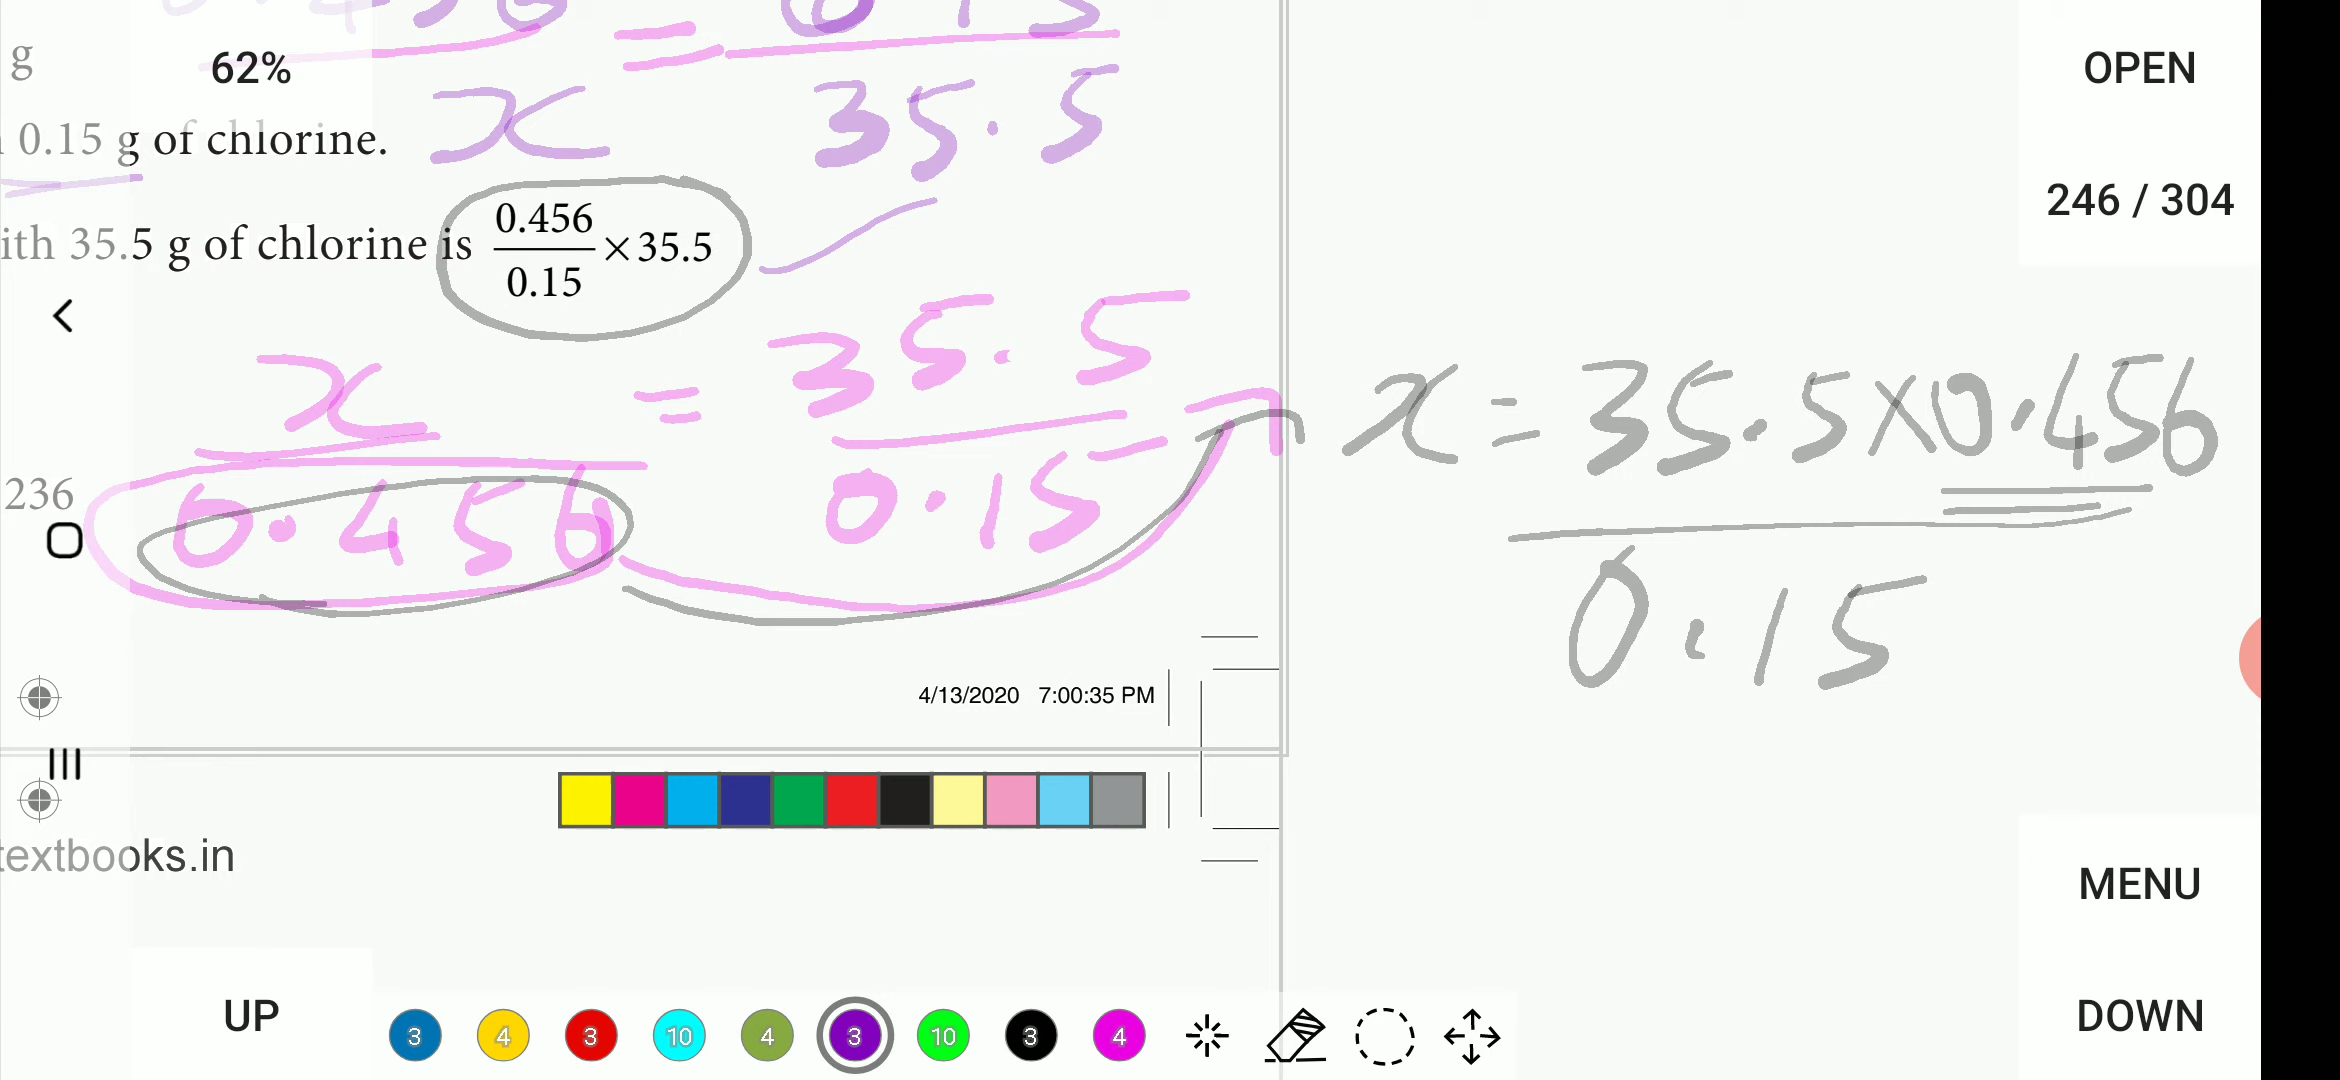 g
62%
OPEN
x
35.5
0.15 g of chlorine.
246 / 304
ith 35.5 g of chlorine is 0.456/0.15 ×35.5
x/0.456 = 35.5/0.15
x = 35.5×0.456/0.15
236
4/13/2020 7:00:35 PM
textbooks.in
MENU
UP
3 4 3 10 4 3 10 3 4
DOWN